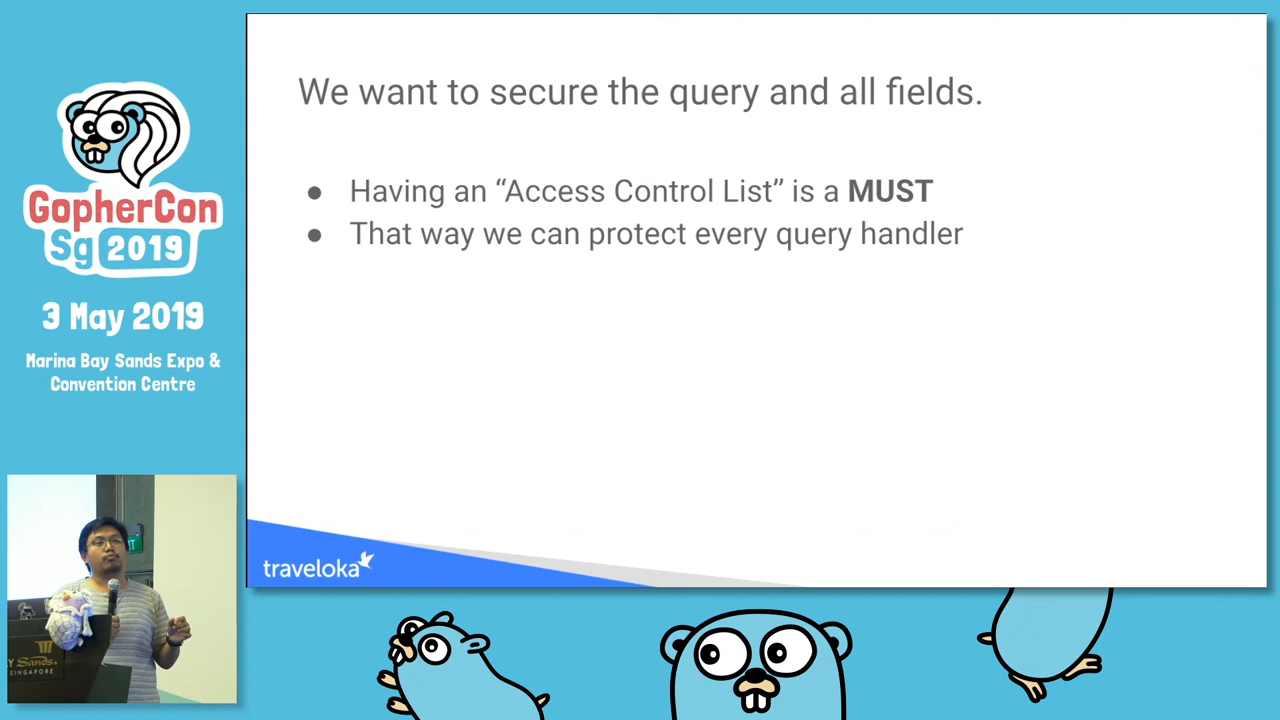 GopherCon
Sg 2019
3 May 2019
Marina Bay Sands Expo &
Convention Centre
We want to secure the query and all fields.
● Having an “Access Control List” is a MUST
● That way we can protect every query handler
traveloka
Sands
SINGAPORE